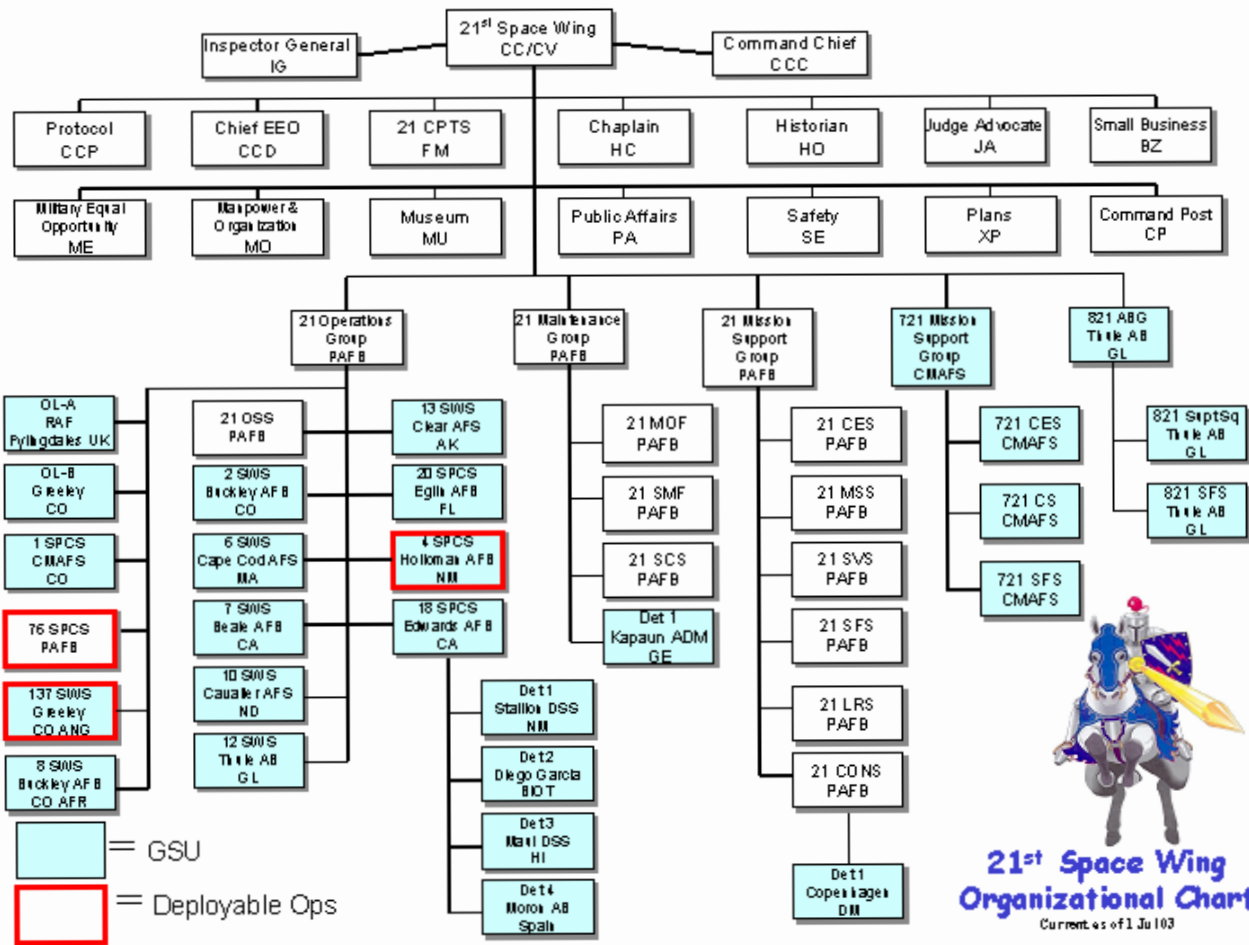 21st Space Wing
CC/CV
Inspector General
IG
Command Chief
CCC
Protocol
CCP
Chief EEO
CCD
21 CPTS
FM
Chaplain
HC
Historian
HO
Judge Advocate
JA
Small Business
BZ
Military Equal
Opportunity
ME
Manpower &
Organization
MO
Museum
MU
Public Affairs
PA
Safety
SE
Plans
XP
Command Post
CP
21 Operations
Group
PAFB
21 Maintenance
Group
PAFB
21 Mission
Support
Group
PAFB
721 Mission
Support
Group
CMAFS
821 ABG
Thule AB
GL
OL-A
RAF
Fylingdales UK
OL-B
Greeley
CO
1 SPCS
CMAFS
CO
76 SPCS
PAFB
137 SWS
Greeley
CO ANG
8 SWS
Buckley AFB
CO AFR
21 OSS
PAFB
2 SWS
Buckley AFB
CO
6 SWS
Cape Cod AFS
MA
7 SWS
Beale AFB
CA
10 SWS
Cavalier AFS
ND
12 SWS
Thule AB
GL
13 SWS
Clear AFS
AK
20 SPCS
Eglin AFB
FL
4 SPCS
Holloman AFB
NM
18 SPCS
Edwards AFB
CA
Det 1
Stallion DSS
NM
Det2
Diego Garcia
BIOT
Det3
Maui DSS
HI
Det4
Moron AB
Spain
21 MOF
PAFB
21 SMF
PAFB
21 SCS
PAFB
Det 1
Kapaun ADM
GE
21 CES
PAFB
21 MSS
PAFB
21 SVS
PAFB
21 SFS
PAFB
21 LRS
PAFB
21 CONS
PAFB
Det 1
Copenhagen
DM
721 CES
CMAFS
721 CS
CMAFS
721 SFS
CMAFS
821 SuptSq
Thule AB
GL
821 SFS
Thule AB
GL
= GSU
= Deployable Ops
21st Space Wing
Organizational Chart
Current as of 1 Jul 03